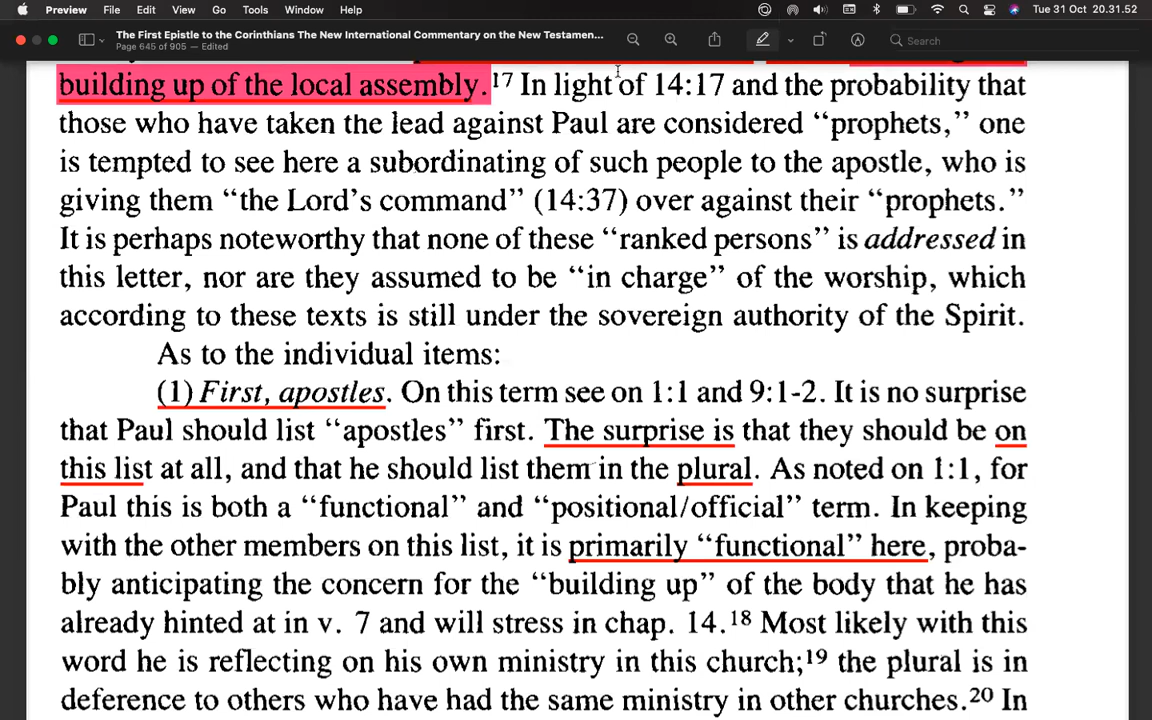 Preview File Edit View Go Tools Window Help Tue 31 Oct 20.31.52
The First Epistle to the Corinthians The New International Commentary on the New Testamen...
Page 645 of 905 — Edited
Search
building up of the local assembly.17 In light of 14:17 and the probability that
those who have taken the lead against Paul are considered “prophets,” one
is tempted to see here a subordinating of such people to the apostle, who is
giving them “the Lord’s command” (14:37) over against their “prophets.”
It is perhaps noteworthy that none of these “ranked persons” is addressed in
this letter, nor are they assumed to be “in charge” of the worship, which
according to these texts is still under the sovereign authority of the Spirit.
As to the individual items:
(1) First, apostles. On this term see on 1:1 and 9:1-2. It is no surprise
that Paul should list “apostles” first. The surprise is that they should be on
this list at all, and that he should list them in the plural. As noted on 1:1, for
Paul this is both a “functional” and “positional/official” term. In keeping
with the other members on this list, it is primarily “functional” here, proba-
bly anticipating the concern for the “building up” of the body that he has
already hinted at in v. 7 and will stress in chap. 14.18 Most likely with this
word he is reflecting on his own ministry in this church;19 the plural is in
deference to others who have had the same ministry in other churches.20 In